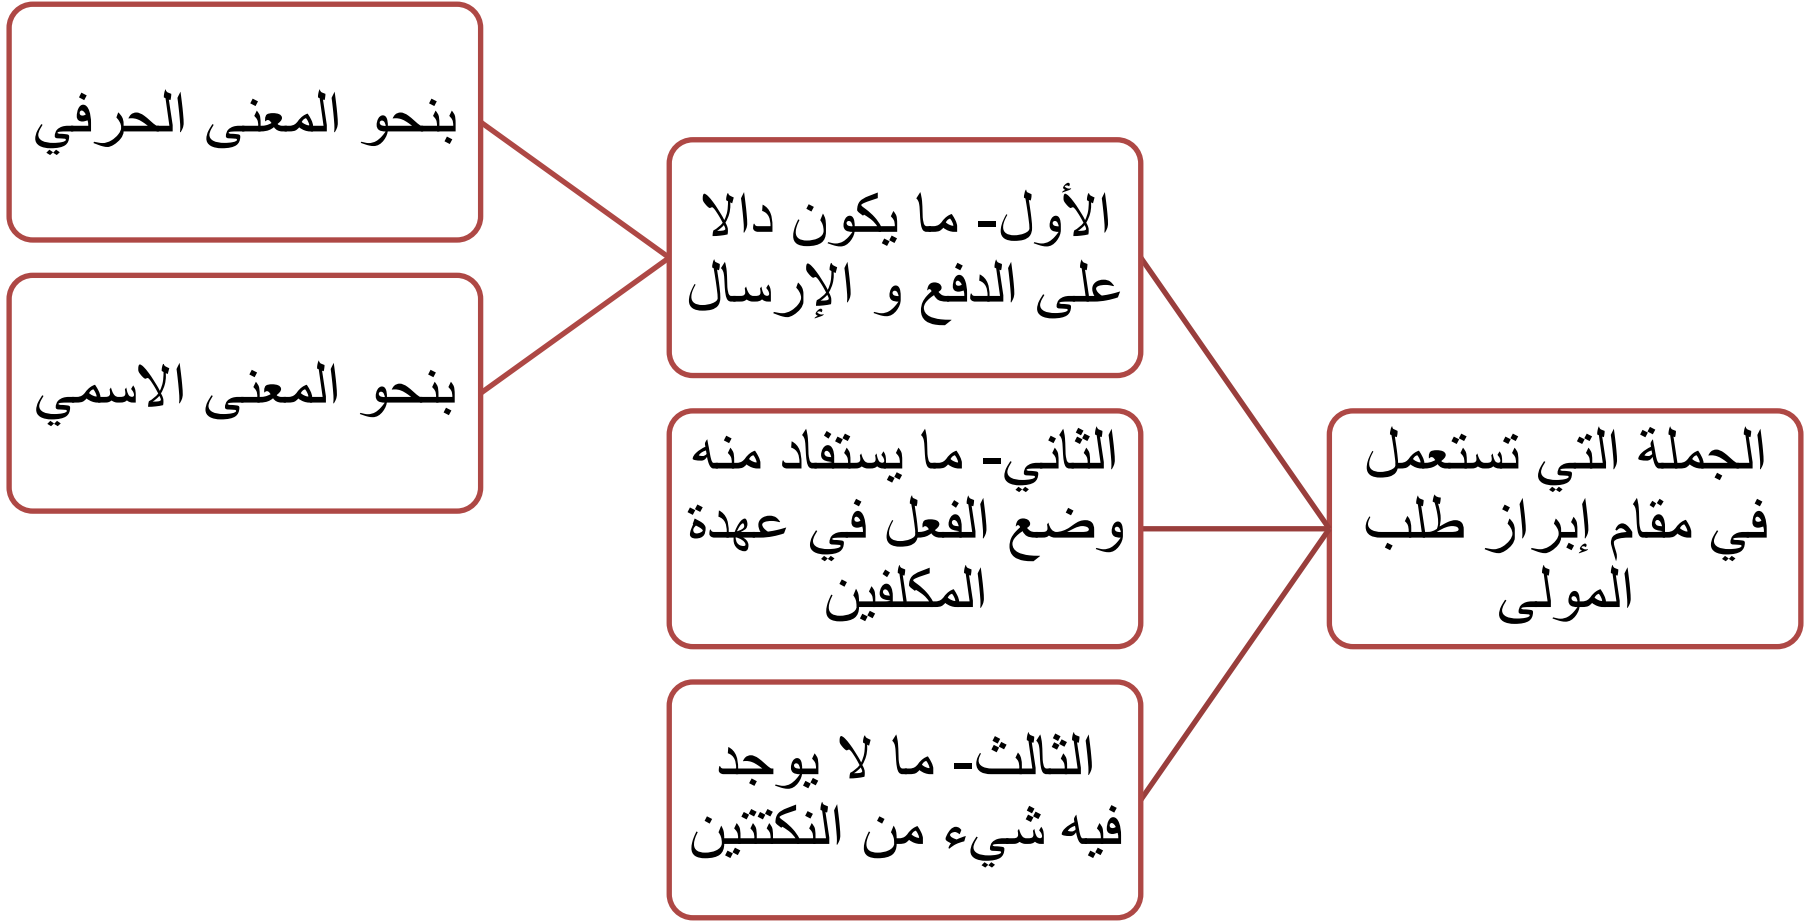 الجملة التي تستعمل
في مقام إبراز طلب
المولى
الأول- ما يكون دالا
على الدفع و الإرسال
بنحو المعنى الحرفي
بنحو المعنى الاسمي
الثاني- ما يستفاد منه
وضع الفعل في عهدة
المكلفين
الثالث- ما لا يوجد
فيه شيء من النكتتين